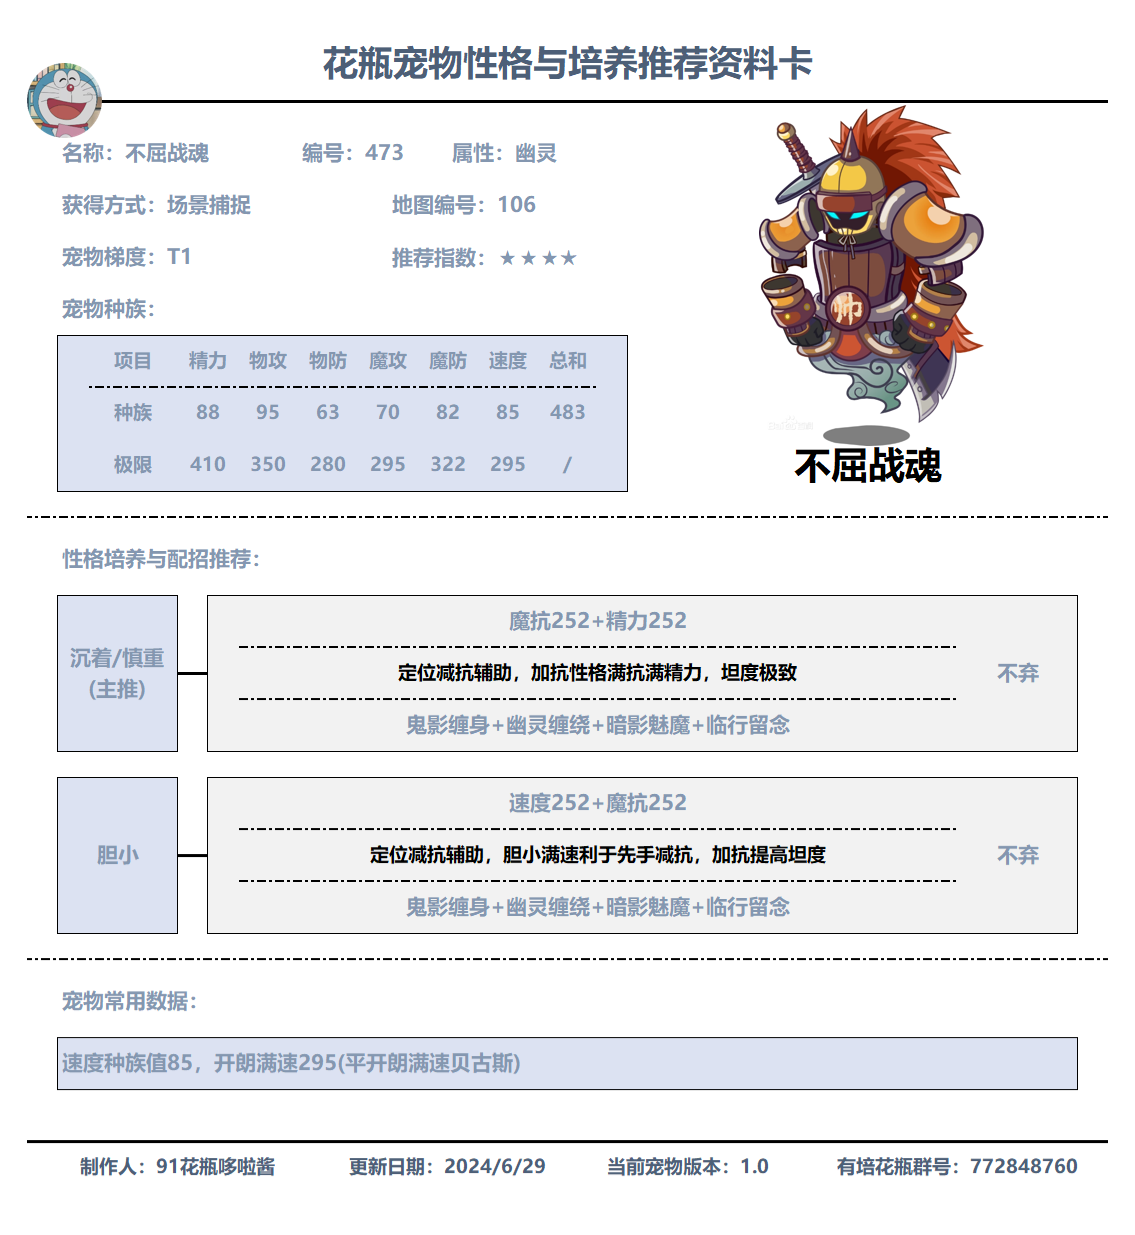 花瓶宠物性格与培养推荐资料卡
名称：不屈战魂 编号：473 属性：幽灵
获得方式：场景捕捉 地图编号：106
宠物梯度：T1 推荐指数：★★★★
宠物种族：
项目 精力 物攻 物防 魔攻 魔防 速度 总和
种族 88 95 63 70 82 85 483
极限 410 350 280 295 322 295 /
帅
不屈战魂
性格培养与配招推荐：
沉着/慎重
(主推)
魔抗252+精力252
定位减抗辅助，加抗性格满抗满精力，坦度极致
鬼影缠身+幽灵缠绕+暗影魅魔+临行留念
不弃
胆小
速度252+魔抗252
定位减抗辅助，胆小满速利于先手减抗，加抗提高坦度
鬼影缠身+幽灵缠绕+暗影魅魔+临行留念
不弃
宠物常用数据：
速度种族值85，开朗满速295(平开朗满速贝古斯)
制作人：91花瓶哆啦酱 更新日期：2024/6/29 当前宠物版本：1.0 有培花瓶群号：772848760